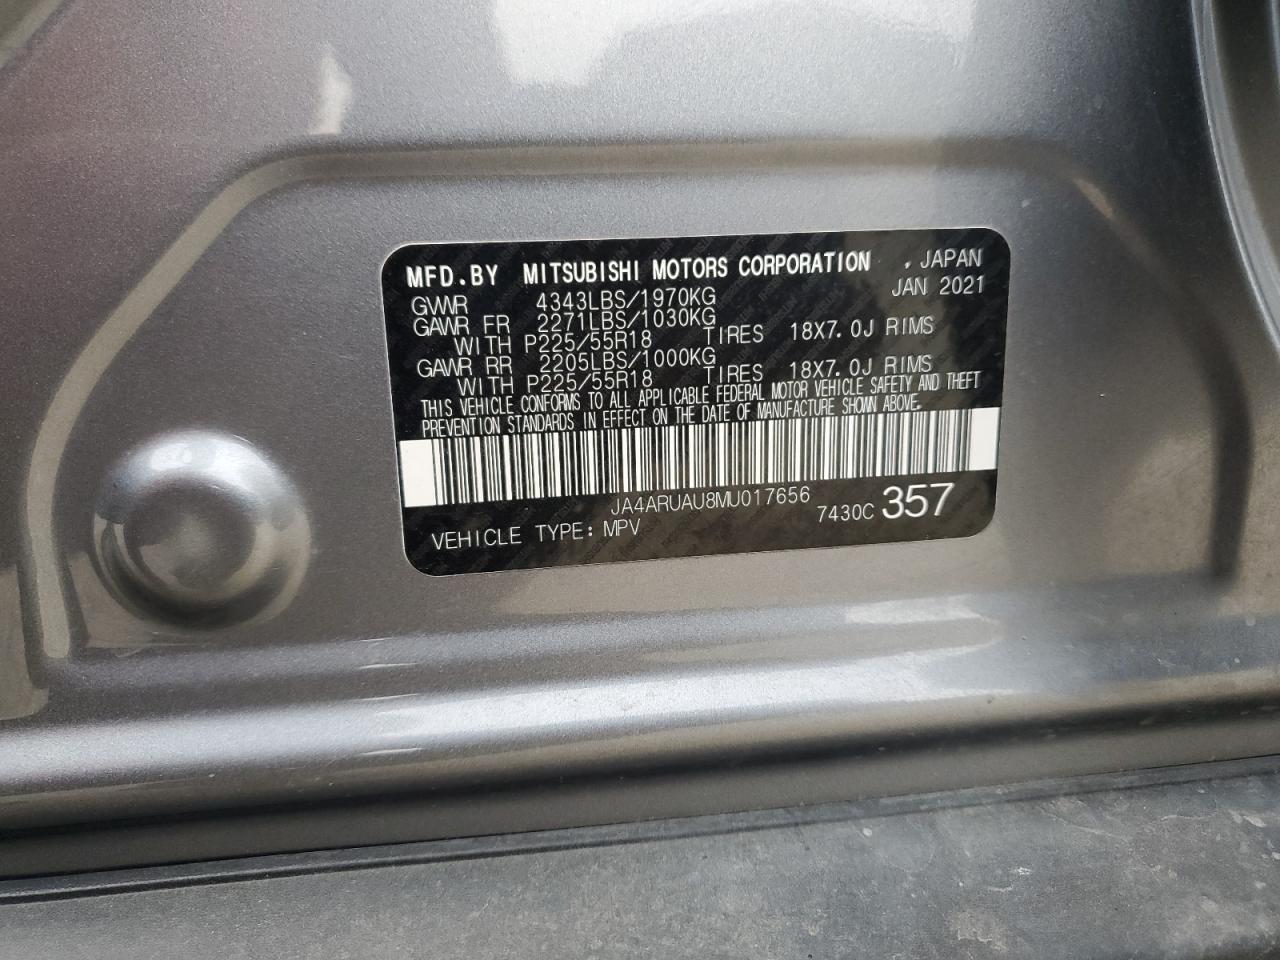 MFD.BY MITSUBISHI MOTORS CORPORATION , JAPAN
GVWR 4343LBS/1970KG JAN 2021
GAWR FR 2271LBS/1030KG
WITH P225/55R18 TIRES 18X7.0J RIMS
GAWR RR 2205LBS/1000KG
WITH P225/55R18 TIRES 18X7.0J RIMS
THIS VEHICLE CONFORMS TO ALL APPLICABLE FEDERAL MOTOR VEHICLE SAFETY AND THEFT
PREVENTION STANDARDS IN EFFECT ON THE DATE OF MANUFACTURE SHOWN ABOVE.
JA4ARUAU8MU017656
VEHICLE TYPE: MPV 7430C 357